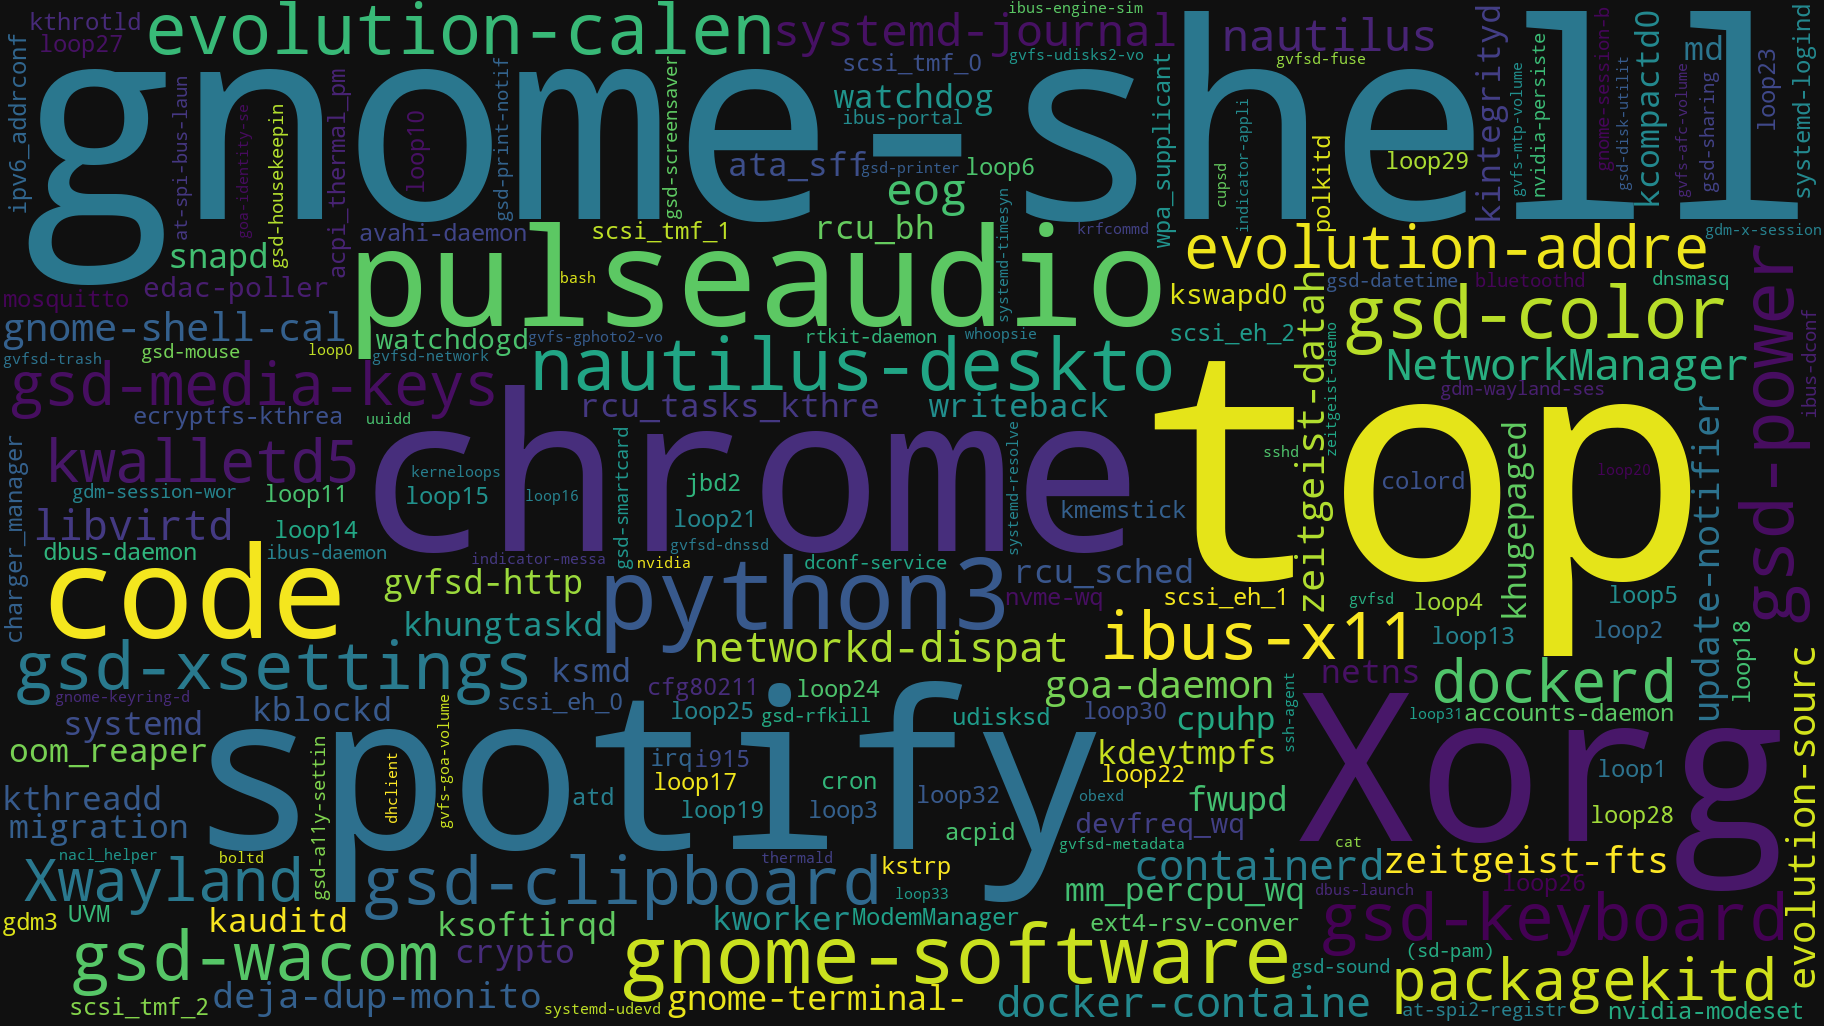 kthrotld
loop27
evolution-calen
systemd-journal
ibus-engine-sim
nautilus
gvfs-udisks2-vo
gvfsd-fuse
scsi_tmf_0
watchdog
ibus-portal
ipv6_addrconf
gnome-shell
at-spi-bus-laun
goa-identity-se
gsd-housekeepin
acpi_thermal_pm
loop10
gsd-print-notif
gsd-screensaver
ata_sff
gsd-printer
loop6
eog
wpa_supplicant
cupsd
indicator-appli
polkitd
loop29
kintegrityd
gvfs-mtp-volume
nvidia-persiste
gnome-session-b
gsd-disk-utilit
kcompactd0
md
gvfs-afc-volume
gsd-sharing
loop23
systemd-logind
snapd
avahi-daemon
scsi_tmf_1
rcu_bh
systemd-timesyn
krfcommd
evolution-addre
gdm-x-session
mosquitto
edac-poller
pulseaudio
bash
kswapd0
gsd-datetime
bluetoothd
dnsmasq
gnome-shell-cal
watchdogd
gvfs-gphoto2-vo
rtkit-daemon
whoopsie
scsi_eh_2
zeitgeist-datah
zeitgeist-daemo
gsd-color
gsd-power
ibus-dconf
gvfsd-trash
gsd-mouse
loop0
gvfsd-network
nautilus-deskto
NetworkManager
gsd-media-keys
gdm-wayland-ses
ecryptfs-kthrea
uuidd
rcu_tasks_kthre
writeback
chrome
top
kwalletd5
kerneloops
loop15
loop16
gsd-smartcard
jbd2
systemd-resolve
sshd
colord
loop20
khugepaged
update-notifier
charger_manager
gdm-session-wor
loop11
libvirtd
loop14
loop21
kmemstick
dbus-daemon
ibus-daemon
indicator-messa
gvfsd-dnssd
nvidia
dconf-service
code
gvfsd-http
python3
rcu_sched
nvme-wq
scsi_eh_1
gvfsd
loop4
loop5
khungtaskd
networkd-dispat
ibus-x11
loop13
loop2
loop18
gsd-xsettings
ksmd
cfg80211
loop24
goa-daemon
netns
dockerd
gnome-keyring-d
scsi_eh_0
loop25
gsd-rfkill
udisksd
loop30
cpuhp
ssh-agent
loop31
accounts-daemon
evolution-sourc
systemd
kblockd
gvfs-goa-volume
oom_reaper
spotify
irq
i915
kdevtmpfs
Xorg
loop1
gsd-a11y-settin
dhclient
loop17
cron
loop22
kthreadd
atd
loop19
loop3
loop32
obexd
fwupd
loop28
migration
acpid
devfreq_wq
nacl_helper
boltd
thermald
gvfsd-metadata
cat
Xwayland
gsd-clipboard
kstrp
containerd
zeitgeist-fts
loop33
mm_percpu_wq
dbus-launch
loop26
gdm3
UVM
kauditd
ksoftirqd
kworker
ModemManager
ext4-rsv-conver
gsd-keyboard
gsd-wacom
crypto
gnome-software
gsd-sound
(sd-pam)
packagekitd
scsi_tmf_2
deja-dup-monito
systemd-udevd
gnome-terminal-
docker-containe
at-spi2-registr
nvidia-modeset